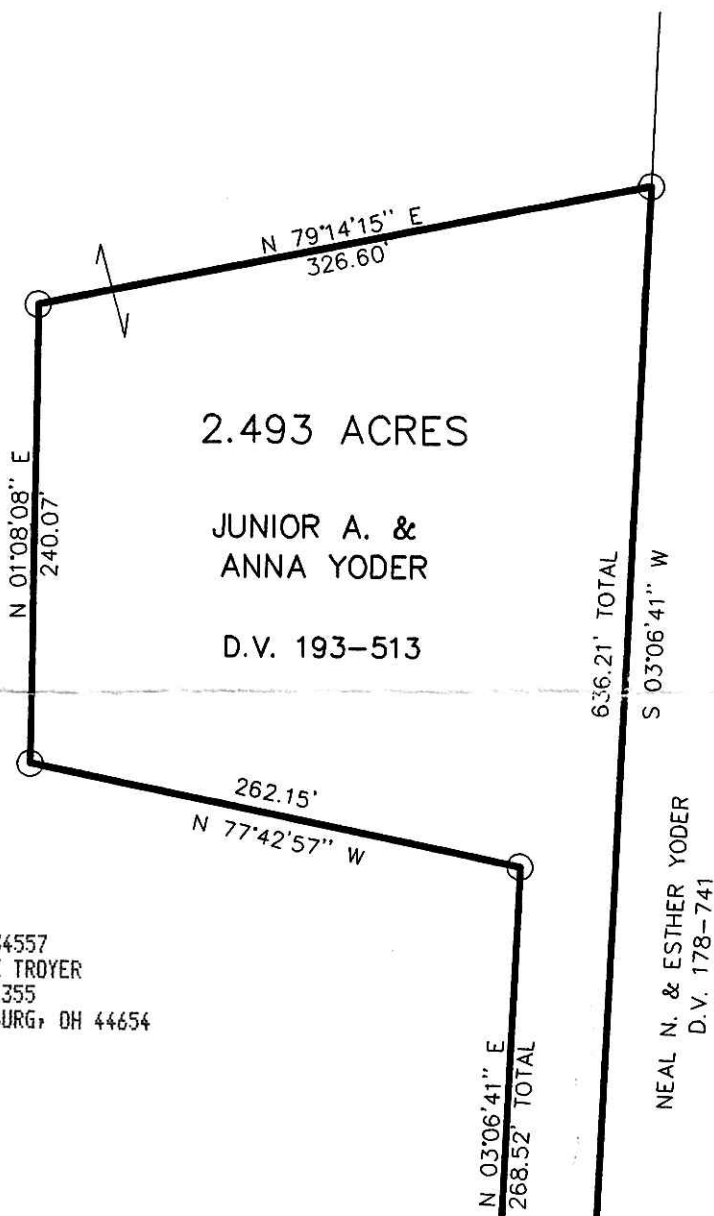 N 79°14'15" E
326.60'
2.493 ACRES
JUNIOR A. &
ANNA YODER
D.V. 193-513
N 01°08'08" E
240.07'
636.21' TOTAL
S 03°06'41" W
262.15'
N 77°42'57" W
NEAL N. & ESTHER YODER
D.V. 178-741
4557
TROYER
355
BURG, OH 44654
N 03°06'41" E
268.52' TOTAL